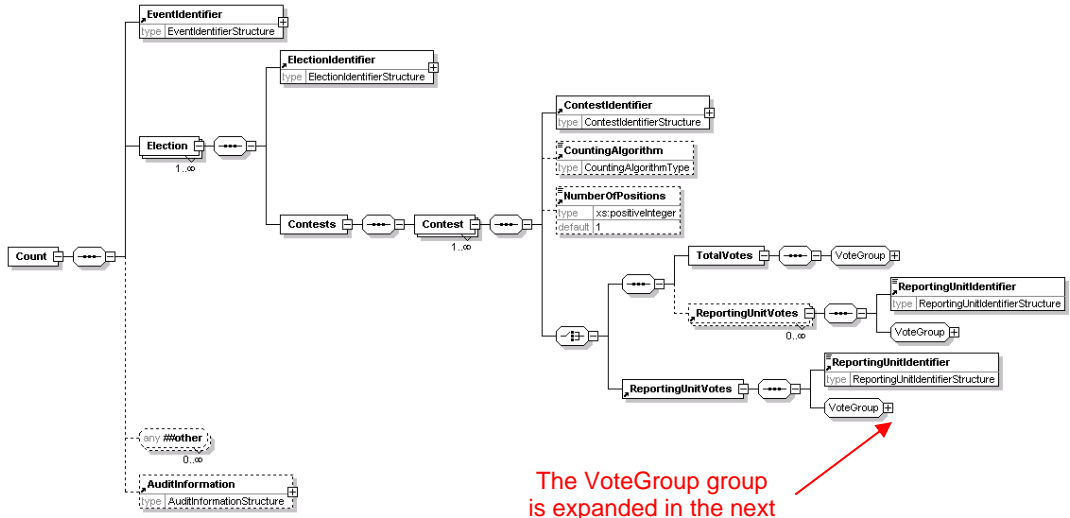 EventIdentifier
type EventIdentifierStructure
ElectionIdentifier
type ElectionIdentifierStructure
ContestIdentifier
type ContestIdentifierStructure
Election
1..∞
CountingAlgorithm
type CountingAlgorithmType
NumberOfPositions
type xs:positiveInteger
default 1
Contests
Contest
1..∞
Count
TotalVotes
VoteGroup
ReportingUnitIdentifier
type ReportingUnitIdentifierStructure
ReportingUnitVotes
0..∞
VoteGroup
ReportingUnitIdentifier
type ReportingUnitIdentifierStructure
ReportingUnitVotes
VoteGroup
any ##other
0..∞
AuditInformation
type AuditInformationStructure
The VoteGroup group
is expanded in the next